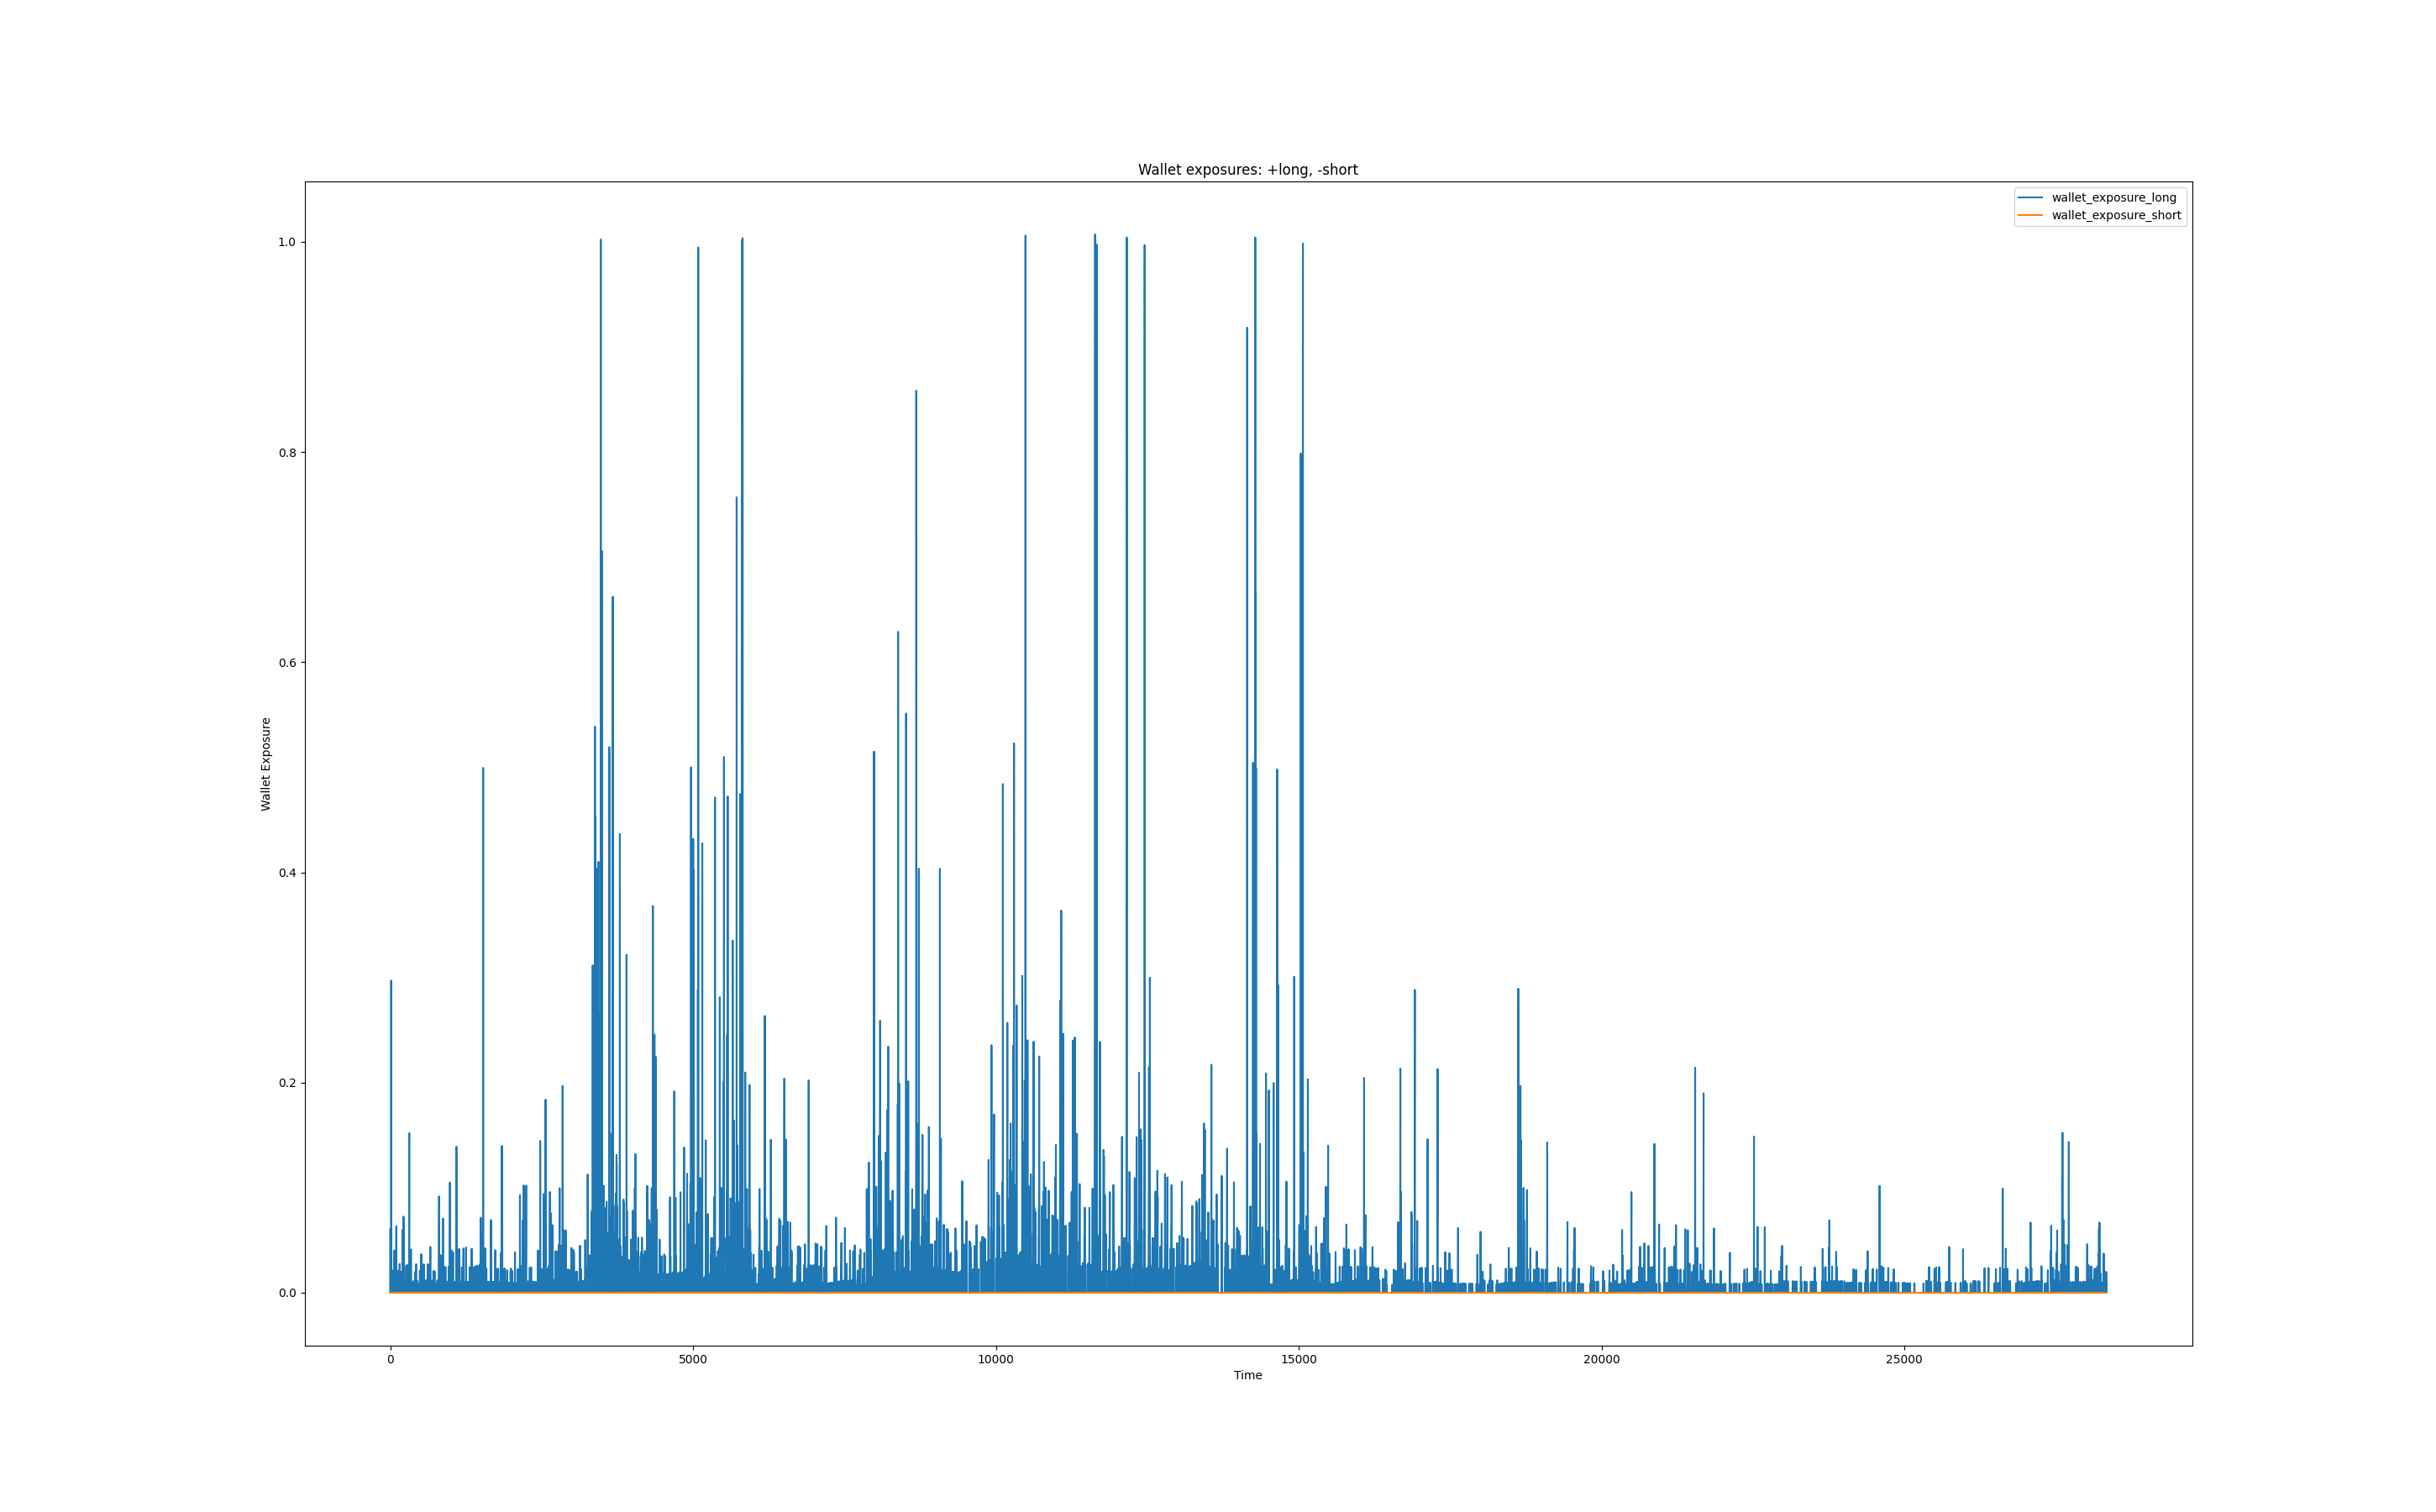 Wallet exposures: +long, -short
wallet_exposure_long
wallet_exposure_short
1.0
0.8
0.6
0.4
0.2
0.0
Wallet Exposure
0 5000 10000 15000 20000 25000
Time